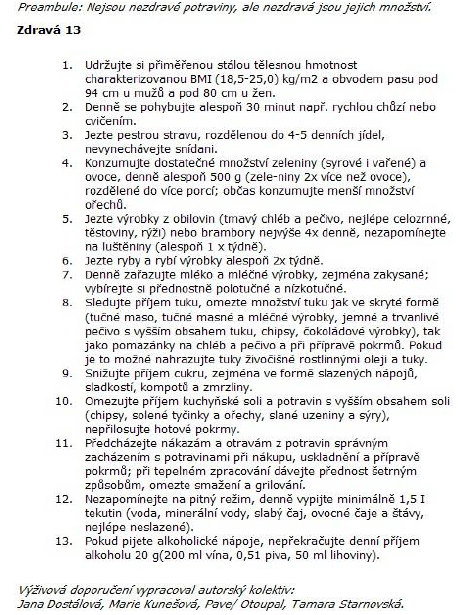 Preambule: Nejsou nezdravé potraviny, ale nezdravá jsou jejich množství.
Zdravá 13
1. Udržujte si přiměřenou stálou tělesnou hmotnost
charakterizovanou BMI (18,5-25,0) kg/m2 a obvodem pasu pod
94 cm u mužů a pod 80 cm u žen.
2. Denně se pohybujte alespoň 30 minut např. rychlou chůzí nebo
cvičením.
3. Jezte pestrou stravu, rozdělenou do 4-5 denních jídel,
nevynechávejte snídani.
4. Konzumujte dostatečné množství zeleniny (syrové i vařené) a
ovoce, denně alespoň 500 g (zele-niny 2x více než ovoce),
rozdělené do více porcí; občas konzumujte menší množství
ořechů.
5. Jezte výrobky z obilovin (tmavý chléb a pečivo, nejlépe celozrnné,
těstoviny, rýži) nebo brambory nejvýše 4x denně, nezapomínejte
na luštěniny (alespoň 1 x týdně).
6. Jezte ryby a rybí výrobky alespoň 2x týdně.
7. Denně zařazujte mléko a mléčné výrobky, zejména zakysané;
vybírejte si přednostně polotučné a nízkotučné.
8. Sledujte příjem tuku, omezte množství tuku jak ve skryté formě
(tučné maso, tučné masné a mléčné výrobky, jemné a trvanlivé
pečivo s vyšším obsahem tuku, chipsy, čokoládové výrobky), tak
jako pomazánky na chléb a pečivo a při přípravě pokrmů. Pokud
je to možné nahrazujte tuky živočišné rostlinnými oleji a tuky.
9. Snižujte příjem cukru, zejména ve formě slazených nápojů,
sladkostí, kompotů a zmrzliny.
10. Omezujte příjem kuchyňské soli a potravin s vyšším obsahem soli
(chipsy, solené tyčinky a ořechy, slané uzeniny a sýry),
nepřilosujte hotové pokrmy.
11. Předcházejte nákazám a otravám z potravin správným
zacházením s potravinami při nákupu, uskladnění a přípravě
pokrmů; při tepelném zpracování dávejte přednost šetrným
způsobům, omezte smažení a grilování.
12. Nezapomínejte na pitný režim, denně vypijte minimálně 1,5 I
tekutin (voda, minerální vody, slabý čaj, ovocné čaje a štávy,
nejlépe neslazené).
13. Pokud pijete alkoholické nápoje, nepřekračujte denní příjem
alkoholu 20 g(200 ml vína, 0,51 piva, 50 ml lihoviny).
Výživová doporučení vypracoval autorský kolektiv:
Jana Dostálová, Marie Kunešová, Pave/ Otoupal, Tamara Starnovská.